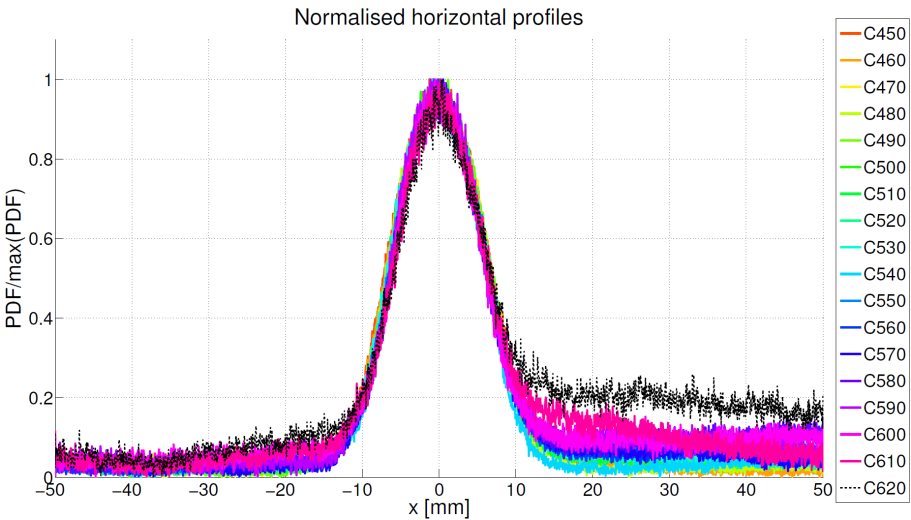 Normalised horizontal profiles
PDF/max(PDF)
1
0.8
0.6
0.4
0.2
0
−50 −40 −30 −20 −10 0 10 20 30 40 50
x [mm]
C450
C460
C470
C480
C490
C500
C510
C520
C530
C540
C550
C560
C570
C580
C590
C600
C610
C620